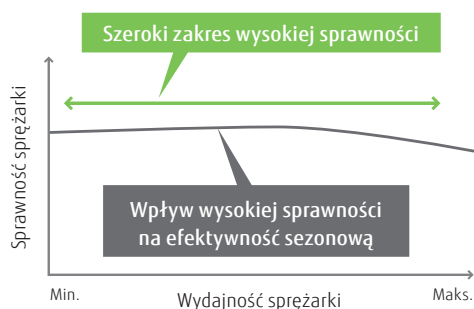 Szeroki zakres wysokiej sprawności
Sprawność sprężarki
Wpływ wysokiej sprawności
na efektywność sezonową
Min.
Wydajność sprężarki
Maks.